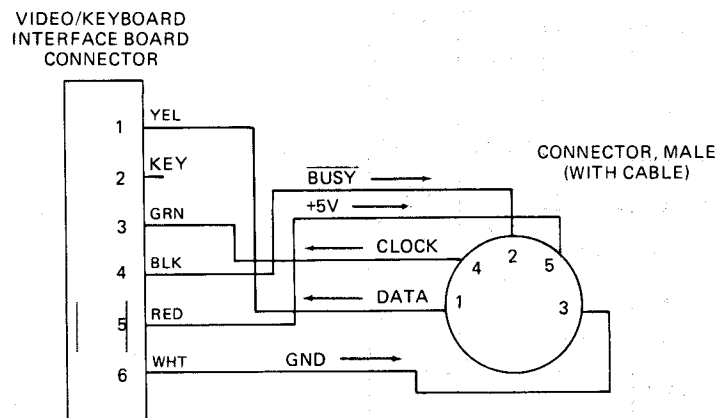 VIDEO/KEYBOARD
INTERFACE BOARD
CONNECTOR
1 YEL
2 KEY
3 GRN
4 BLK
5 RED
6 WHT
BUSY
+5V
CLOCK
DATA
GND
CONNECTOR, MALE
(WITH CABLE)
4 2 5
1 3